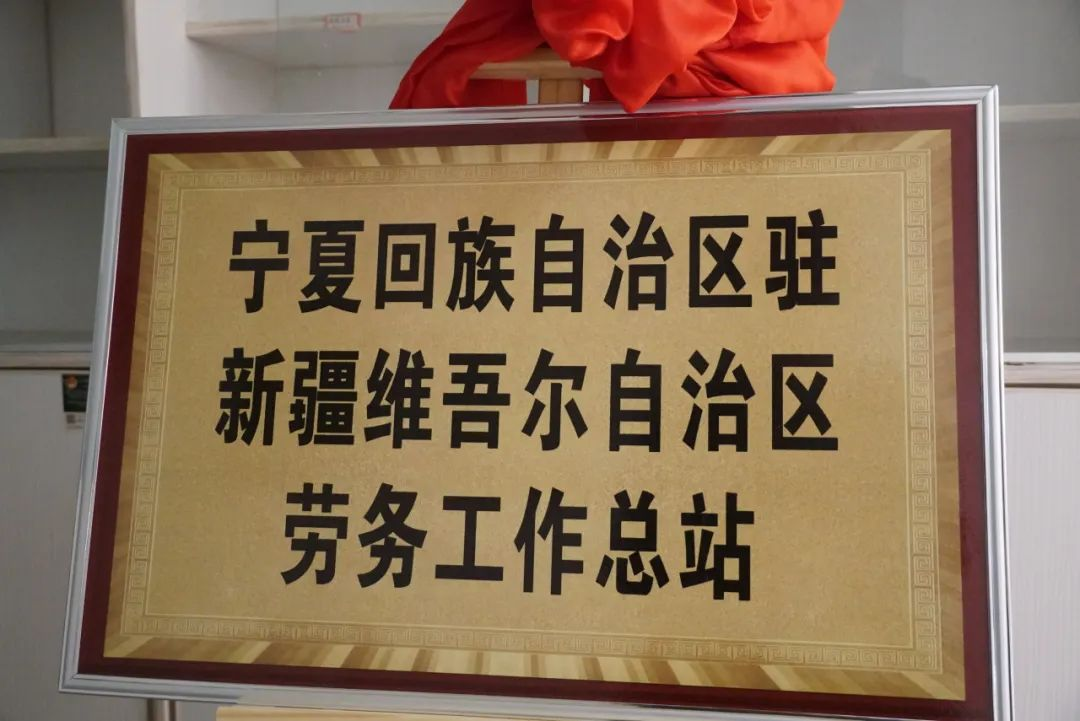 宁夏回族自治区驻
新疆维吾尔自治区
劳务工作总站